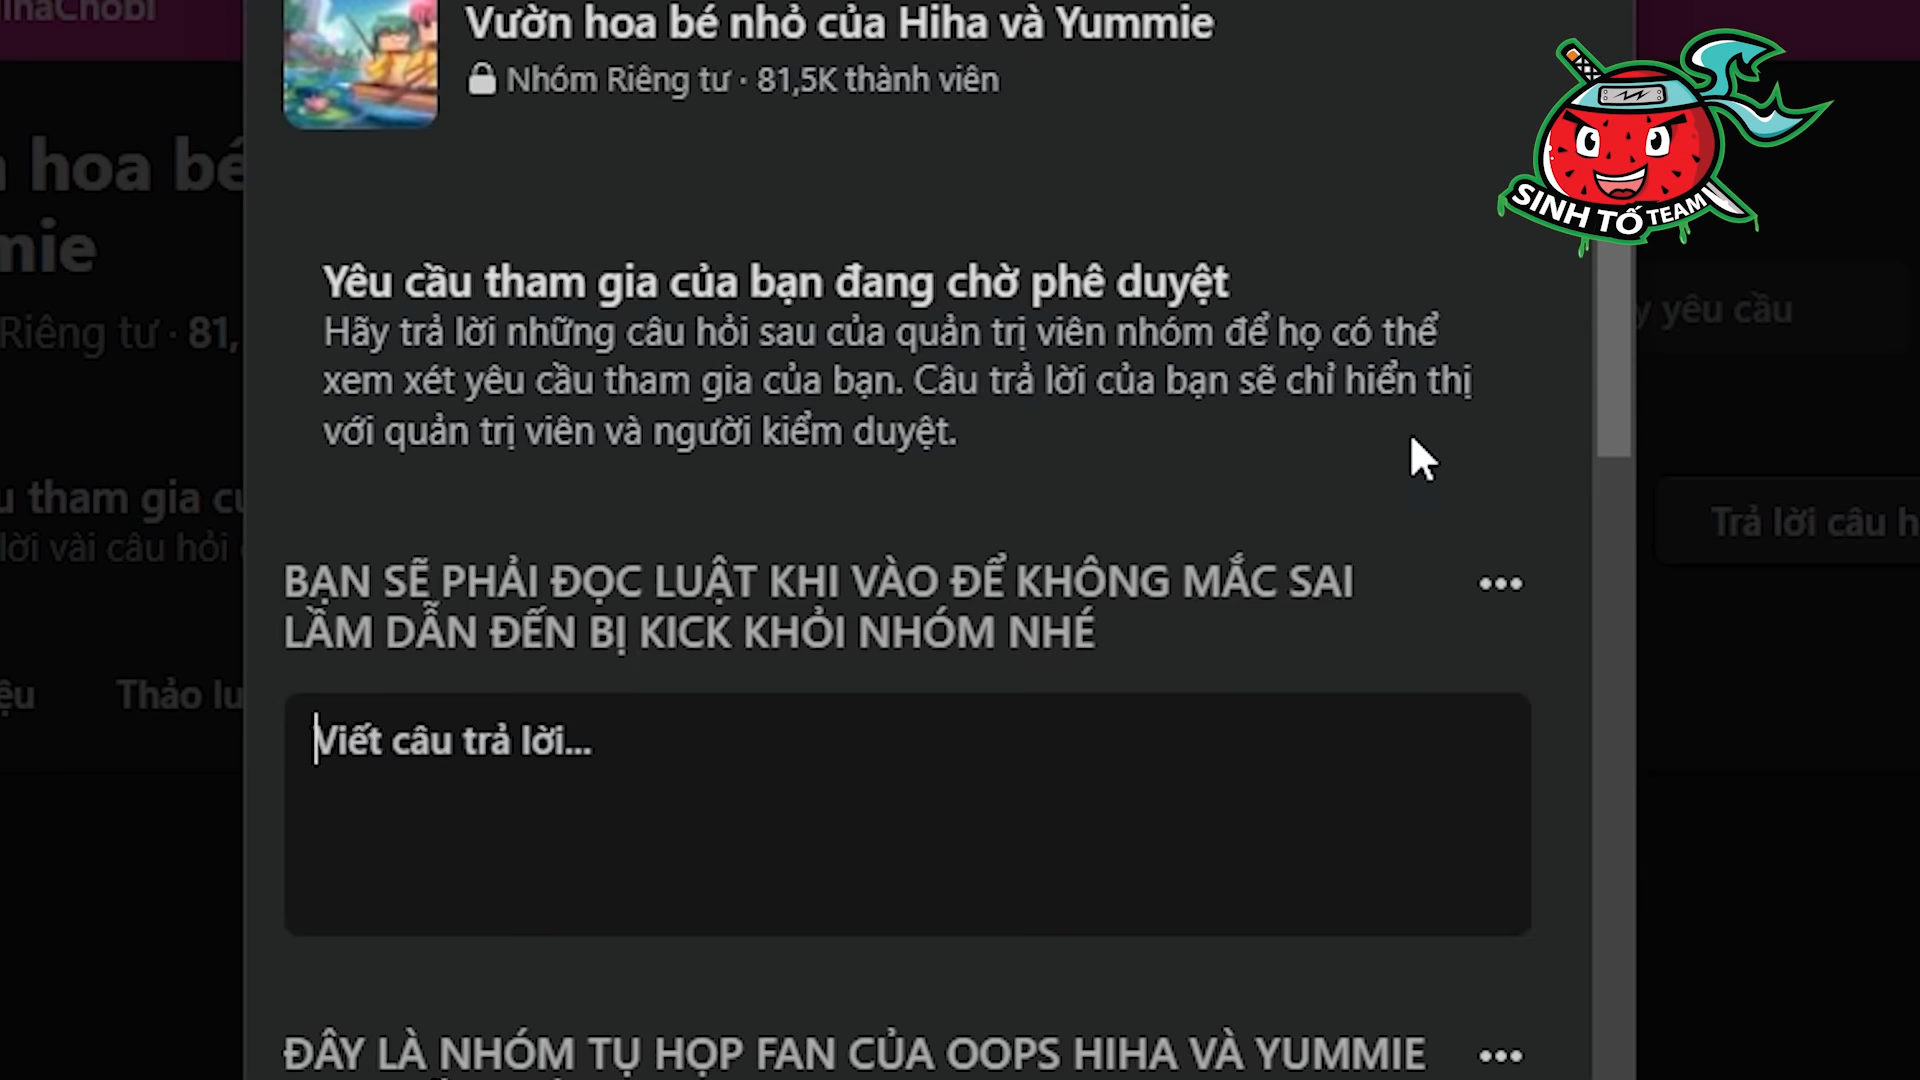 Vườn hoa bé nhỏ của Hiha và Yummie
Nhóm Riêng tư · 81,5K thành viên
SINH TỐ TEAM
hoa bé
mie
Riêng tư · 81,
Yêu cầu tham gia của bạn đang chờ phê duyệt
Hãy trả lời những câu hỏi sau của quản trị viên nhóm để họ có thể
xem xét yêu cầu tham gia của bạn. Câu trả lời của bạn sẽ chỉ hiển thị
với quản trị viên và người kiểm duyệt.
y yêu cầu
u tham gia củ
lời vài câu hỏi
Trả lời câu h
BẠN SẼ PHẢI ĐỌC LUẬT KHI VÀO ĐỂ KHÔNG MẮC SAI
LẦM DẪN ĐẾN BỊ KICK KHỎI NHÓM NHÉ
ệu
Thảo lu
Viết câu trả lời...
ĐÂY LÀ NHÓM TỤ HỌP FAN CỦA OOPS HIHA VÀ YUMMIE